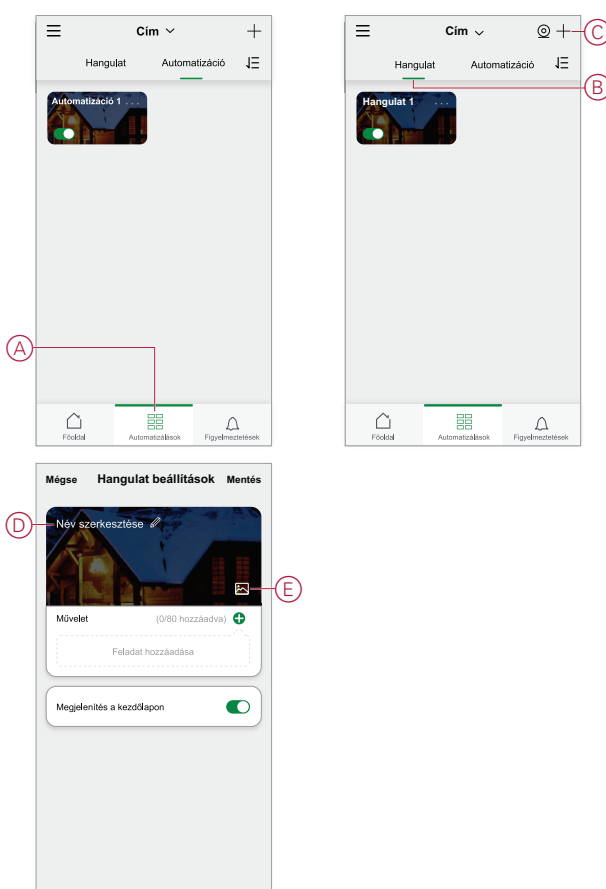 Cím
Hangulat Automatizáció
Automatizáció 1 . . .
A
Főoldal Automatizálások Figyelmeztetések
Cím
C
Hangulat Automatizáció
B
Hangulat 1 . . .
Főoldal Automatizálások Figyelmeztetések
Mégse Hangulat beállítások Mentés
D
Név szerkesztése
E
Művelet (0/80 hozzáadva)
Feladat hozzáadása
Megjelenítés a kezdőlapon